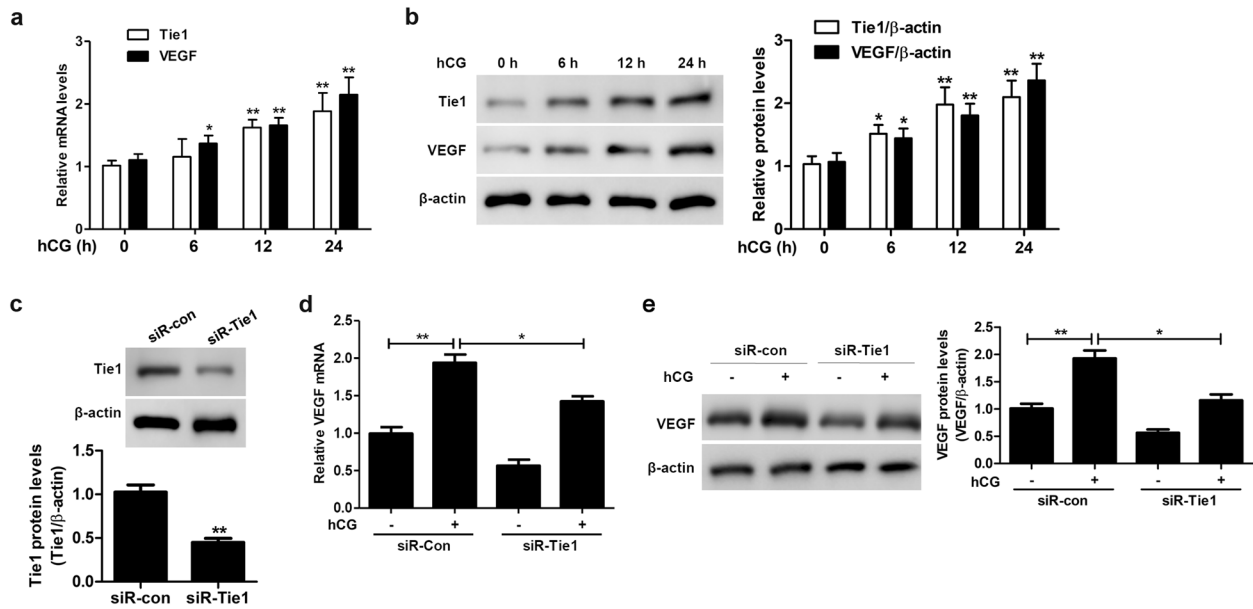 a
Tie1
VEGF
Relative mRNA levels
3
2
1
0
*
**
**
**
**
hCG (h)
0
6
12
24
b
hCG
0 h
6 h
12 h
24 h
Tie1
VEGF
β-actin
Tie1/β-actin
VEGF/β-actin
Relative protein levels
3
2
1
0
*
*
**
**
**
**
hCG (h)
0
6
12
24
c
siR-con
siR-Tie1
Tie1
β-actin
Tie1 protein levels
(Tie1/β-actin)
1.5
1.0
0.5
0.0
**
siR-con
siR-Tie1
d
Relative VEGF mRNA
2.5
2.0
1.5
1.0
0.5
0.0
**
*
hCG
-
+
-
+
siR-Con
siR-Tie1
e
siR-con
siR-Tie1
hCG
-
+
-
+
VEGF
β-actin
VEGF protein levels
(VEGF/β-actin)
2.5
2.0
1.5
1.0
0.5
0.0
**
*
hCG
-
+
-
+
siR-con
siR-Tie1